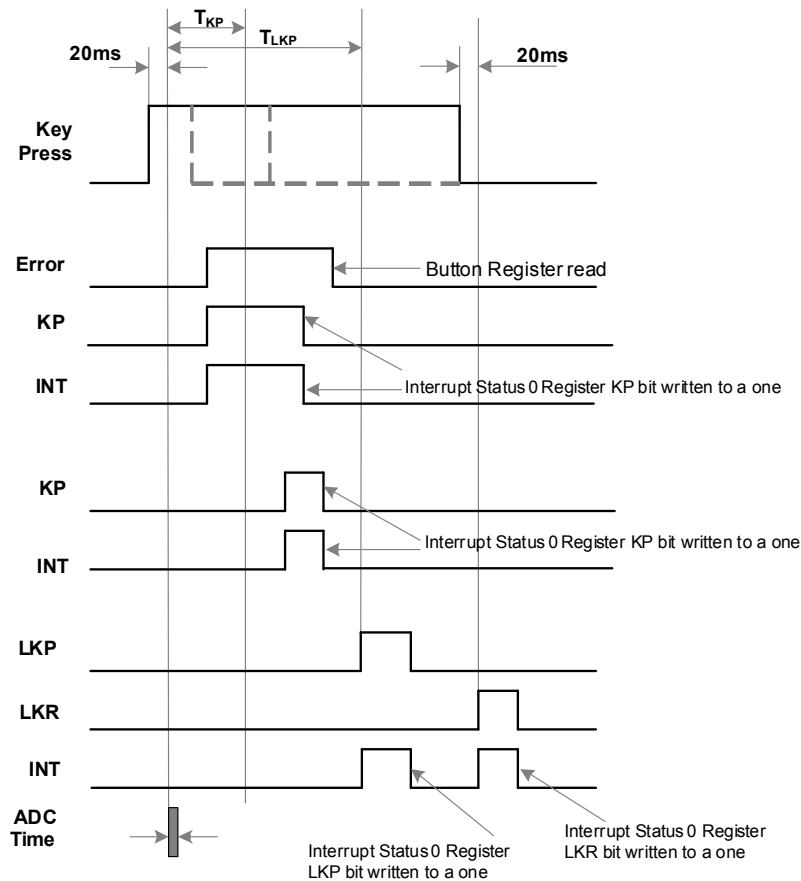 TKP
TLKP
20ms
20ms
Key
Press
Error
Button Register read
KP
INT
Interrupt Status 0 Register KP bit written to a one
KP
Interrupt Status 0 Register KP bit written to a one
INT
LKP
LKR
INT
ADC
Time
Interrupt Status 0 Register
LKP bit written to a one
Interrupt Status 0 Register
LKR bit written to a one